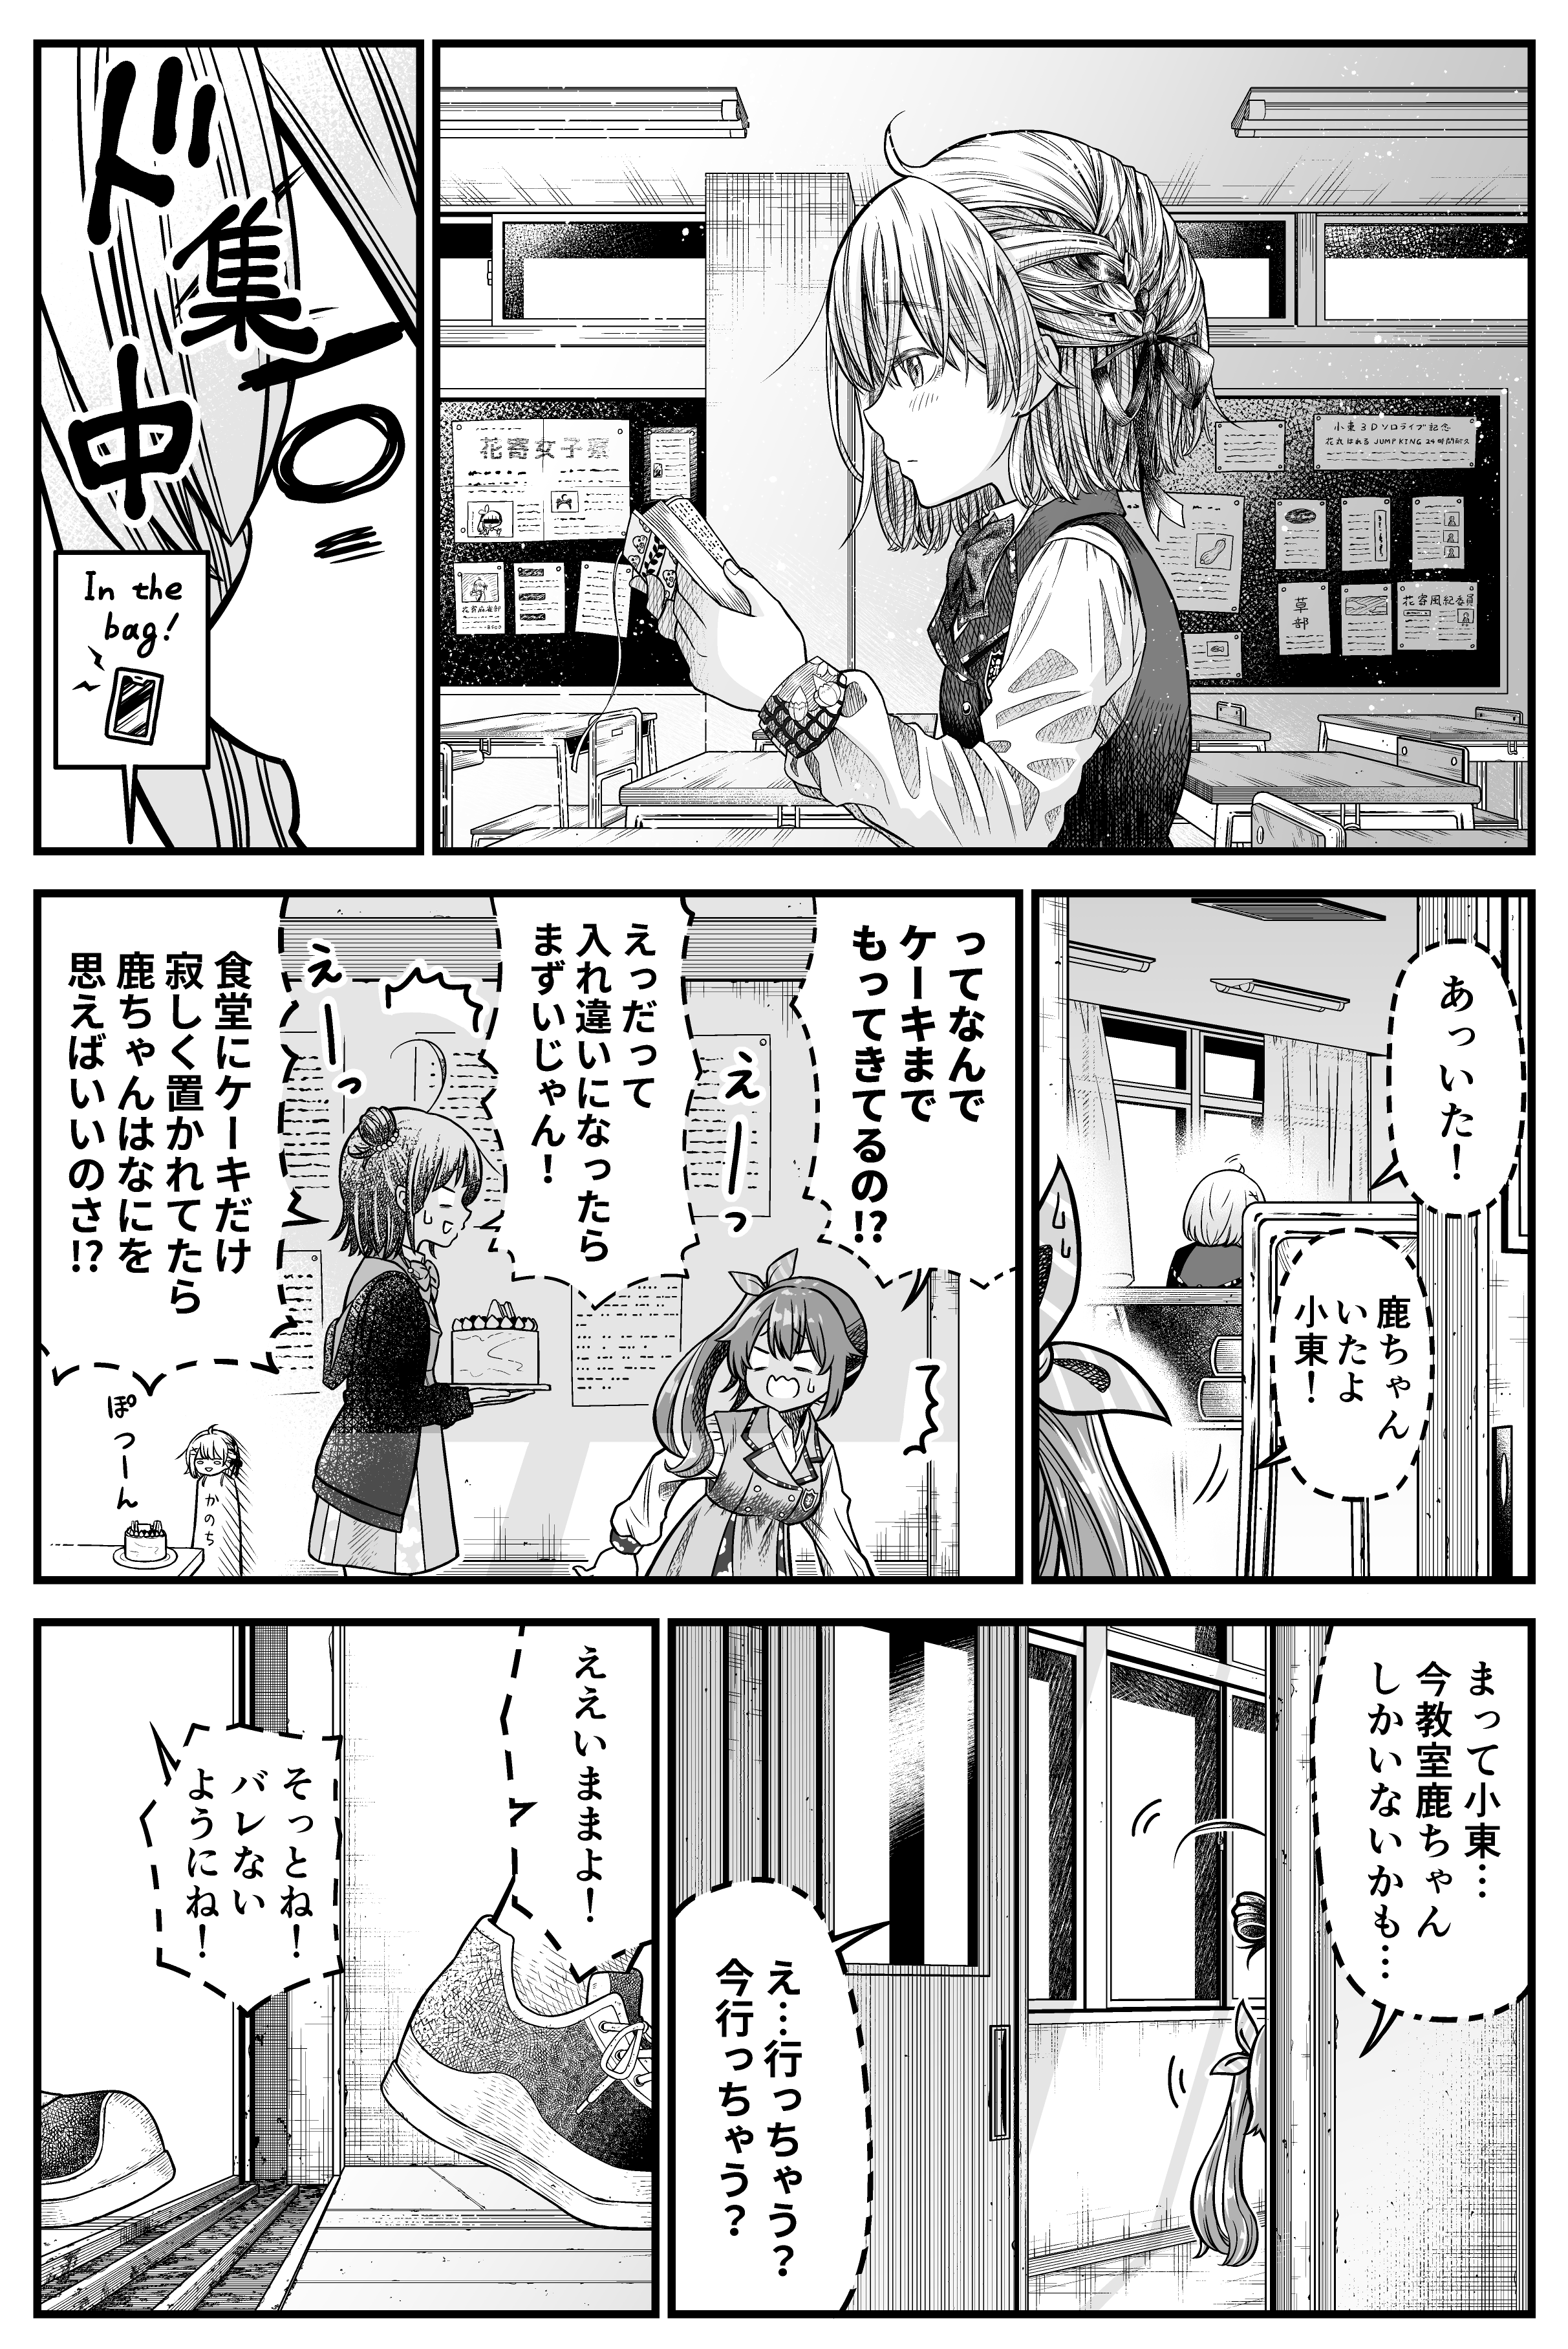 花寄女子寮
花寄麻雀部
小東3Dソロライブ記念
花丸はれる JUMP KING 24時間耐久
草部
花寄風紀委員
ド集中
In the
bag!
あっいた!
鹿ちゃん
いたよ
小東!
ってなんで
ケーキまで
もってきてるの!?
えーっ
えっだって
入れ違いになったら
まずいじゃん!
えーっ
食堂にケーキだけ
寂しく置かれてたら
鹿ちゃんはなにを
思えばいいのさ!?
ぽつーん
かのち
まって小東…
今教室鹿ちゃん
しかいないかも…
え…行っちゃう?
今行っちゃう?
ええいままよ!
そっとね!
バレない
ようにね!